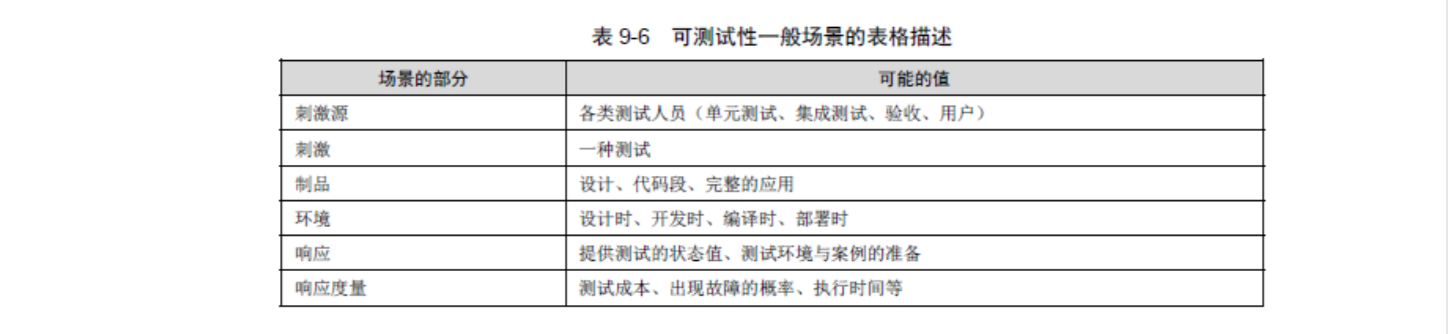 表 9-6 可测试性一般场景的表格描述
场景的部分 可能的值
刺激源 各类测试人员（单元测试、集成测试、验收、用户）
刺激 一种测试
制品 设计、代码段、完整的应用
环境 设计时、开发时、编译时、部署时
响应 提供测试的状态值、测试环境与案例的准备
响应度量 测试成本、出现故障的概率、执行时间等